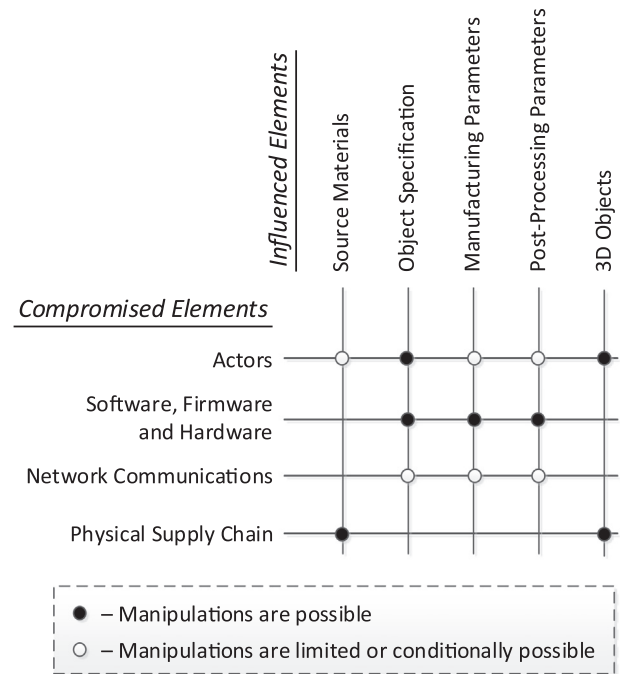 Influenced Elements
Source Materials
Object Specification
Manufacturing Parameters
Post-Processing Parameters
3D Objects
Compromised Elements
Actors
Software, Firmware
and Hardware
Network Communications
Physical Supply Chain
– Manipulations are possible
– Manipulations are limited or conditionally possible